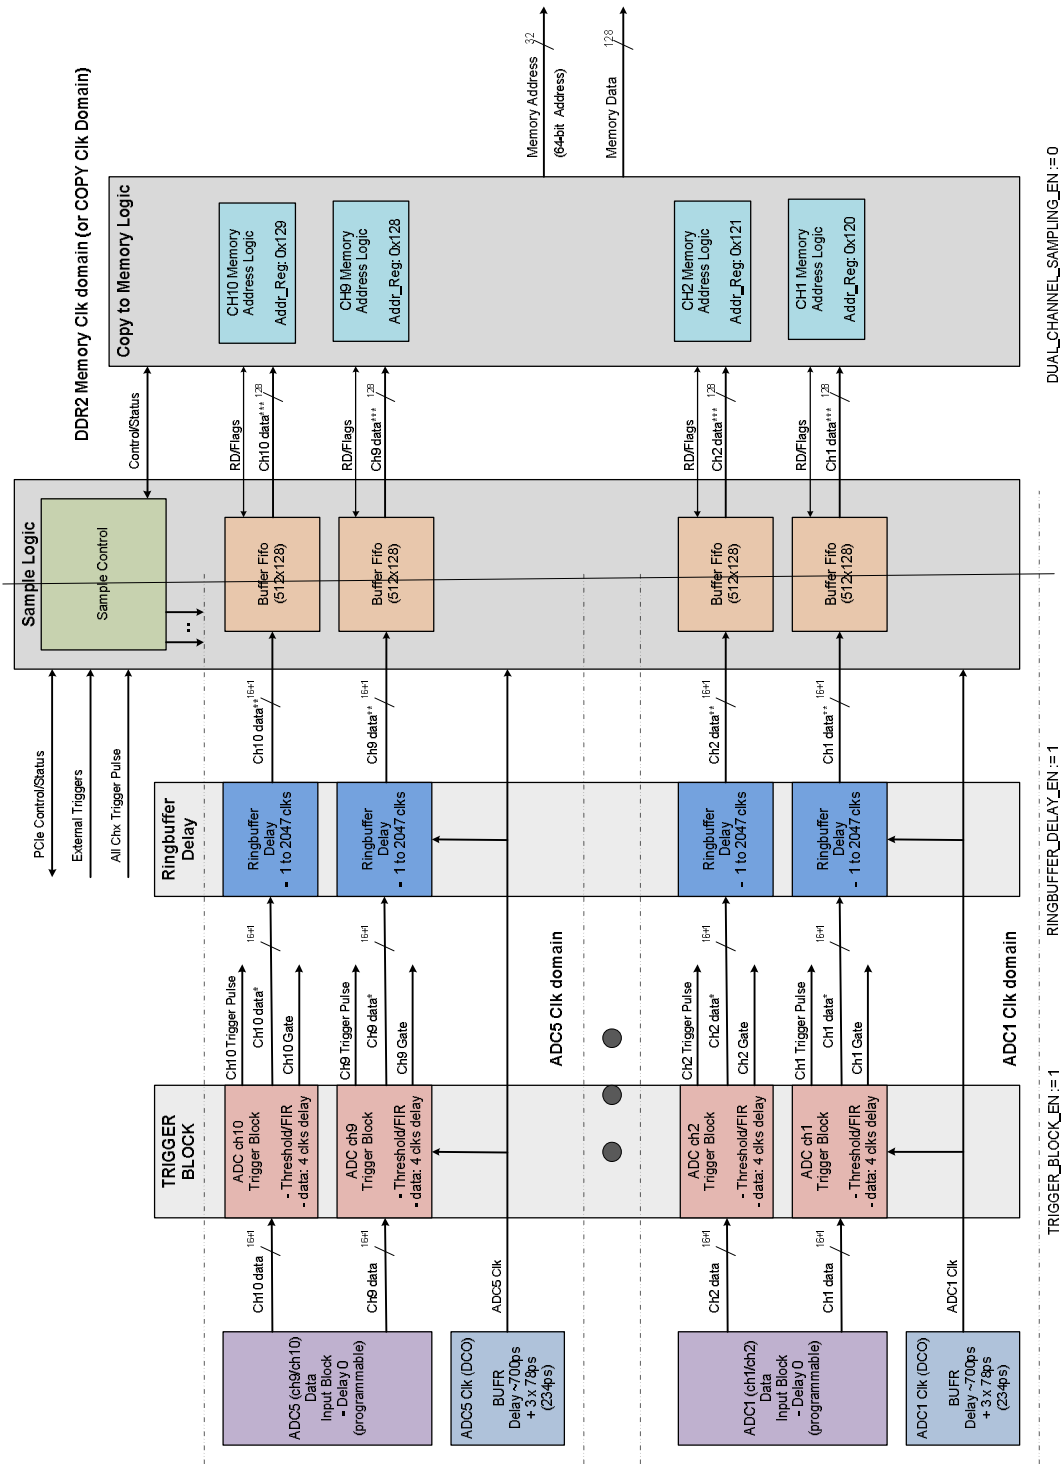 DDR2 Memory Clk domain (or COPY Clk Domain)
Memory Address
(64-bit Address)
32
Memory Data
128
Copy to Memory Logic
CH10 Memory
Address Logic
Addr_Reg: 0x129
CH9 Memory
Address Logic
Addr_Reg: 0x128
CH2 Memory
Address Logic
Addr_Reg: 0x121
CH1 Memory
Address Logic
Addr_Reg: 0x120
Control/Status
RD/Flags
Ch10 data***
128
RD/Flags
Ch9 data***
128
RD/Flags
Ch2 data***
128
RD/Flags
Ch1 data***
128
Sample Logic
Sample Control
..
Buffer Fifo
(512x128)
Buffer Fifo
(512x128)
Buffer Fifo
(512x128)
Buffer Fifo
(512x128)
PCIe Control/Status
External Triggers
All Chx Trigger Pulse
Ch10 data**
16+1
Ch9 data**
16+1
Ch2 data**
16+1
Ch1 data**
16+1
Ringbuffer
Delay
Ringbuffer
Delay
- 1 to 2047 clks
Ringbuffer
Delay
- 1 to 2047 clks
Ringbuffer
Delay
- 1 to 2047 clks
Ringbuffer
Delay
- 1 to 2047 clks
16+1
Ch10 Trigger Pulse
Ch10 data*
Ch10 Gate
16+1
Ch9 Trigger Pulse
Ch9 data*
Ch9 Gate
ADC5 Clk domain
16+1
Ch2 Trigger Pulse
Ch2 data*
Ch2 Gate
16+1
Ch1 Trigger Pulse
Ch1 data*
Ch1 Gate
ADC1 Clk domain
TRIGGER
BLOCK
ADC ch10
Trigger Block
- Threshold/FIR
- data: 4 clks delay
ADC ch9
Trigger Block
- Threshold/FIR
- data: 4 clks delay
ADC ch2
Trigger Block
- Threshold/FIR
- data: 4 clks delay
ADC ch1
Trigger Block
- Threshold/FIR
- data: 4 clks delay
Ch10 data
16+1
Ch9 data
16+1
ADC5 Clk
Ch2 data
16+1
Ch1 data
16+1
ADC1 Clk
ADC5 (ch9/ch10)
Data
Input Block
- Delay 0
(programmable)
ADC5 Clk (DCO)
BUFR
Delay ~700ps
+ 3 x 78ps
(234ps)
ADC1 (ch1/ch2)
Data
Input Block
- Delay 0
(programmable)
ADC1 Clk (DCO)
BUFR
Delay ~700ps
+ 3 x 78ps
(234ps)
TRIGGER_BLOCK_EN := 1
RINGBUFFER_DELAY_EN := 1
DUAL_CHANNEL_SAMPLING_EN := 0